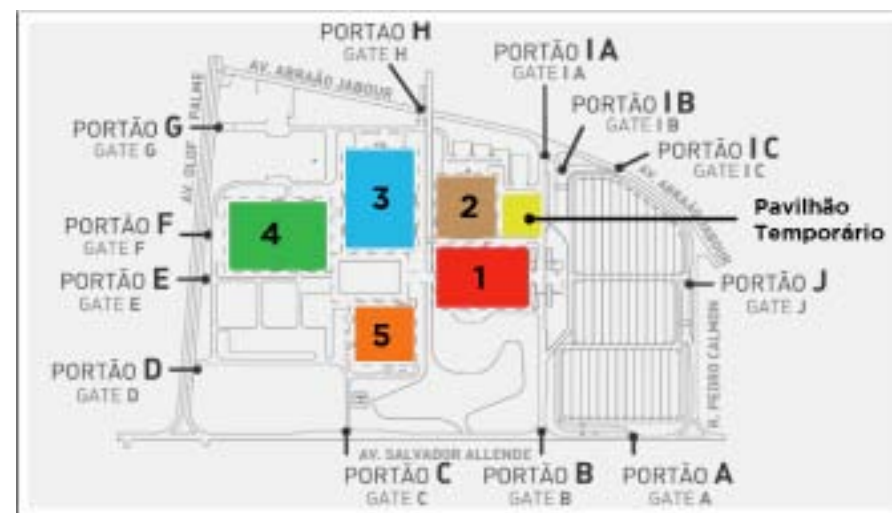 PORTAO H
GATE H
PORTÃO I A
GATE I A
AV. ABRAÃO JABOUR
PORTÃO I B
GATE I B
PORTÃO G
GATE G
AV. OLOF PALME
PORTÃO I C
GATE I C
AV. ABRAÃO JABOUR
3
2
4
Pavilhão
Temporário
PORTÃO F
GATE F
PORTÃO E
GATE E
1
PORTÃO J
GATE J
5
R. PEDRO CALMON
PORTÃO D
GATE D
H
AV. SALVADOR ALLENDE
PORTÃO C
GATE C
PORTÃO B
GATE B
PORTÃO A
GATE A